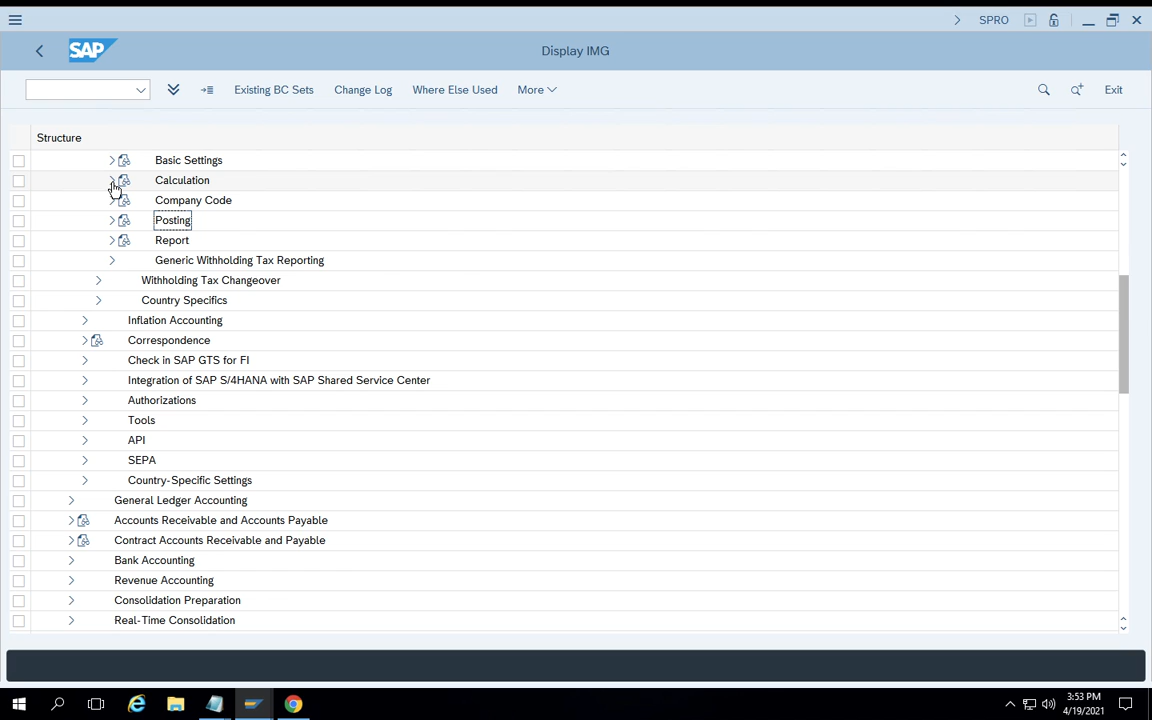 SPRO
SAP
Display IMG
Existing BC Sets Change Log Where Else Used More Exit
Structure
Basic Settings
Calculation
Company Code
Posting
Report
Generic Withholding Tax Reporting
Withholding Tax Changeover
Country Specifics
Inflation Accounting
Correspondence
Check in SAP GTS for FI
Integration of SAP S/4HANA with SAP Shared Service Center
Authorizations
Tools
API
SEPA
Country-Specific Settings
General Ledger Accounting
Accounts Receivable and Accounts Payable
Contract Accounts Receivable and Payable
Bank Accounting
Revenue Accounting
Consolidation Preparation
Real-Time Consolidation
3:53 PM
4/19/2021